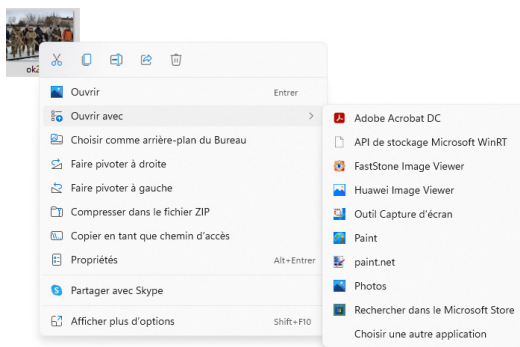 ok2
Ouvrir Entrer
Ouvrir avec
Choisir comme arrière-plan du Bureau
Faire pivoter à droite
Faire pivoter à gauche
Compresser dans le fichier ZIP
Copier en tant que chemin d'accès
Propriétés Alt+Entrer
Partager avec Skype
Afficher plus d'options Shift+F10
Adobe Acrobat DC
API de stockage Microsoft WinRT
FastStone Image Viewer
Huawei Image Viewer
Outil Capture d'écran
Paint
paint.net
Photos
Rechercher dans le Microsoft Store
Choisir une autre application